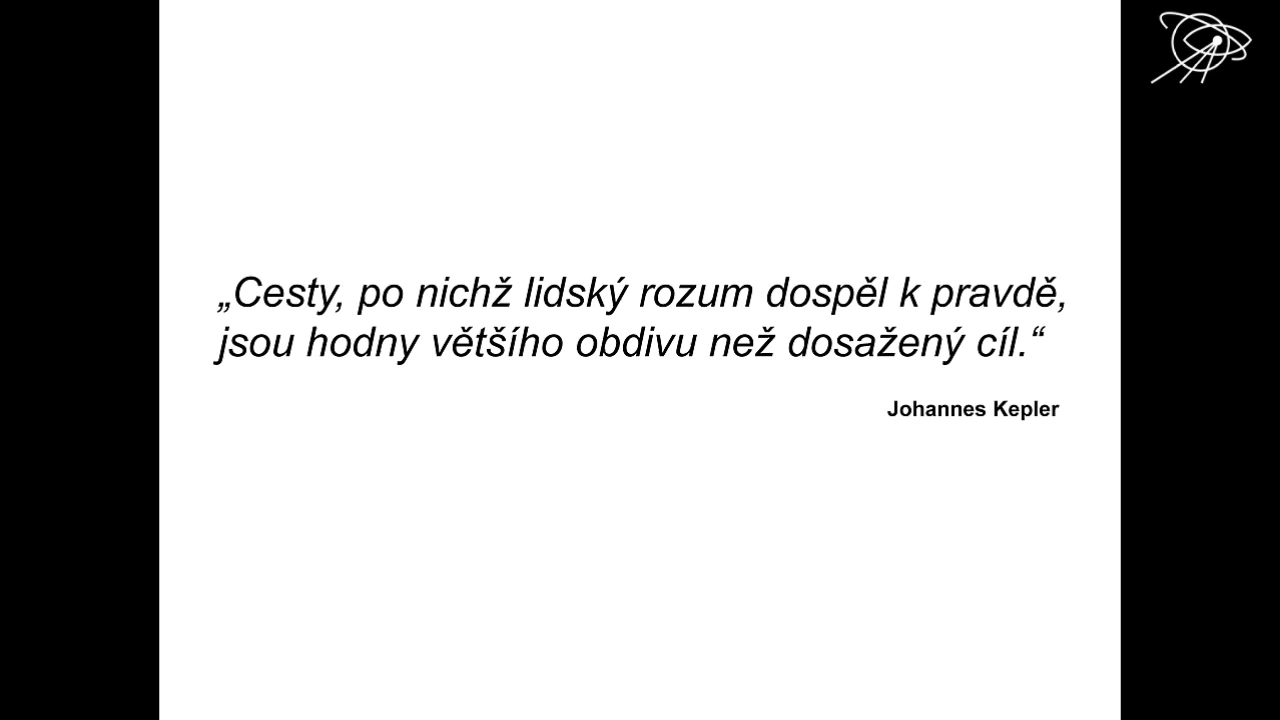 „Cesty, po nichž lidský rozum dospěl k pravdě,
jsou hodny většího obdivu než dosažený cíl.“
Johannes Kepler